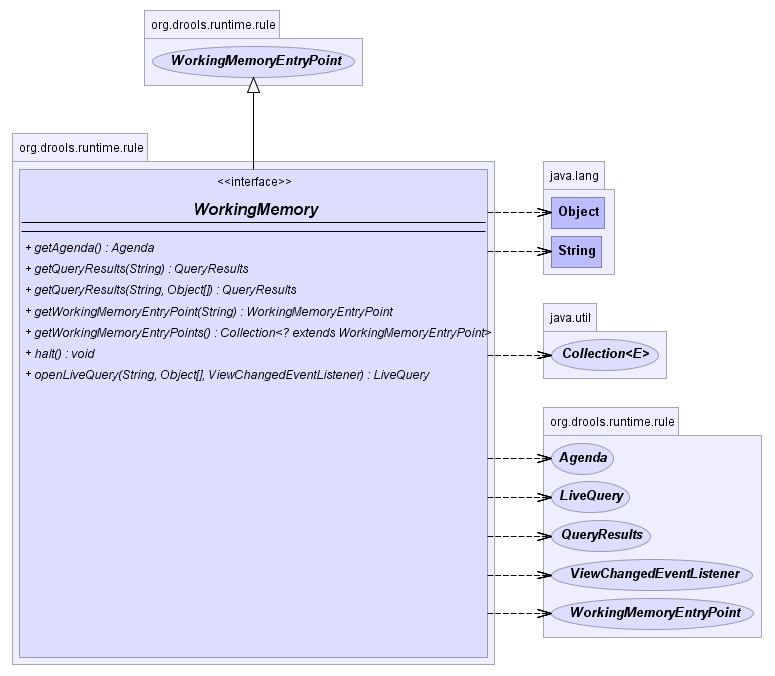 org.drools.runtime.rule
WorkingMemoryEntryPoint
org.drools.runtime.rule
<<interface>>
WorkingMemory
+ getAgenda() : Agenda
+ getQueryResults(String) : QueryResults
+ getQueryResults(String, Object[]) : QueryResults
+ getWorkingMemoryEntryPoint(String) : WorkingMemoryEntryPoint
+ getWorkingMemoryEntryPoints() : Collection<? extends WorkingMemoryEntryPoint>
+ halt() : void
+ openLiveQuery(String, Object[], ViewChangedEventListener) : LiveQuery
java.lang
Object
String
java.util
Collection<E>
org.drools.runtime.rule
Agenda
LiveQuery
QueryResults
ViewChangedEventListener
WorkingMemoryEntryPoint